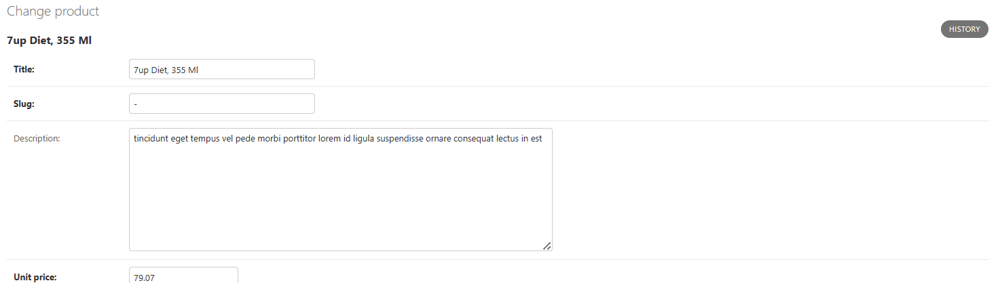 Change product
HISTORY
7up Diet, 355 Ml
Title: 7up Diet, 355 Ml
Slug: -
Description: tincidunt eget tempus vel pede morbi porttitor lorem id ligula suspendisse ornare consequat lectus in est
Unit price: 79.07